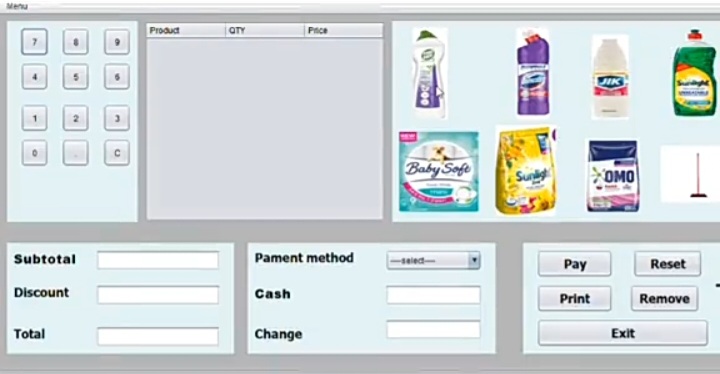 Menu
7 8 9
4 5 6
1 2 3
0 . C
Product QTY Price
JIK
Sunlight
NEW
Baby Soft
Sunlight
OMO
Subtotal
Discount
Total
Pament method
---select---
Cash
Change
Pay Reset
Print Remove
Exit